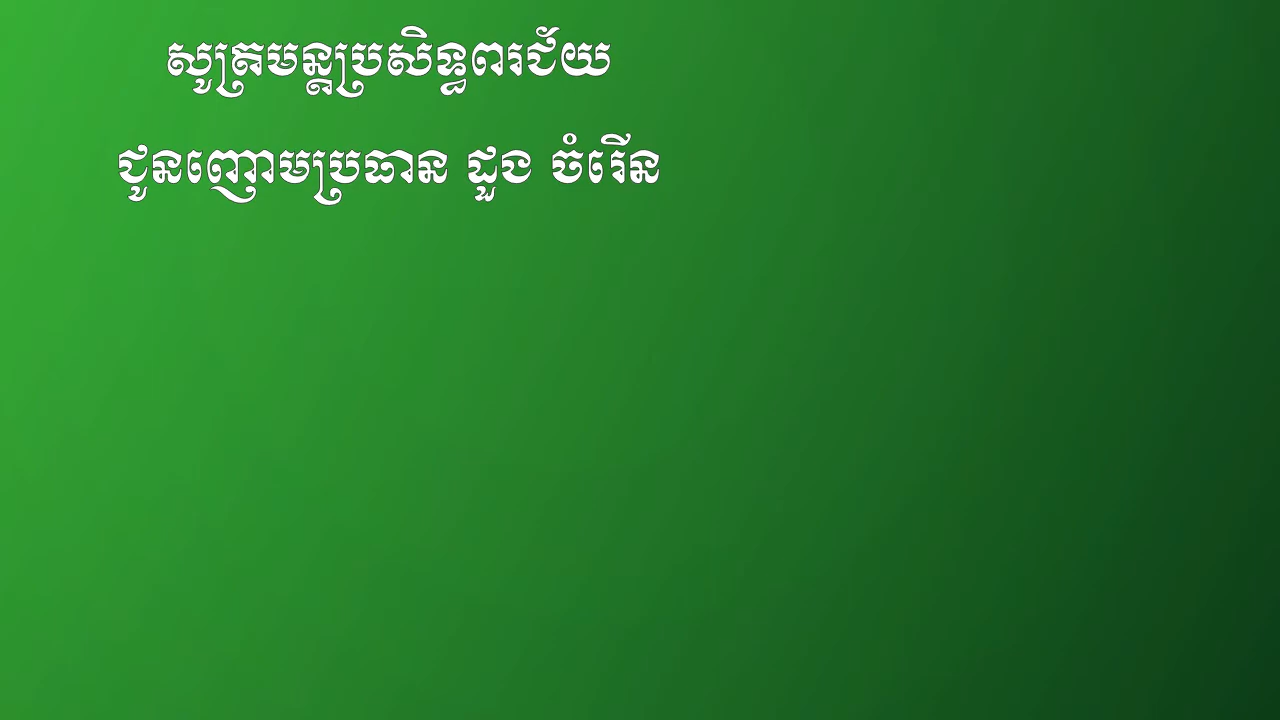 សូត្រមន្តប្រសិទ្ធពរជ័យ
ជូនញោមប្រធាន ដួង ចំរើន